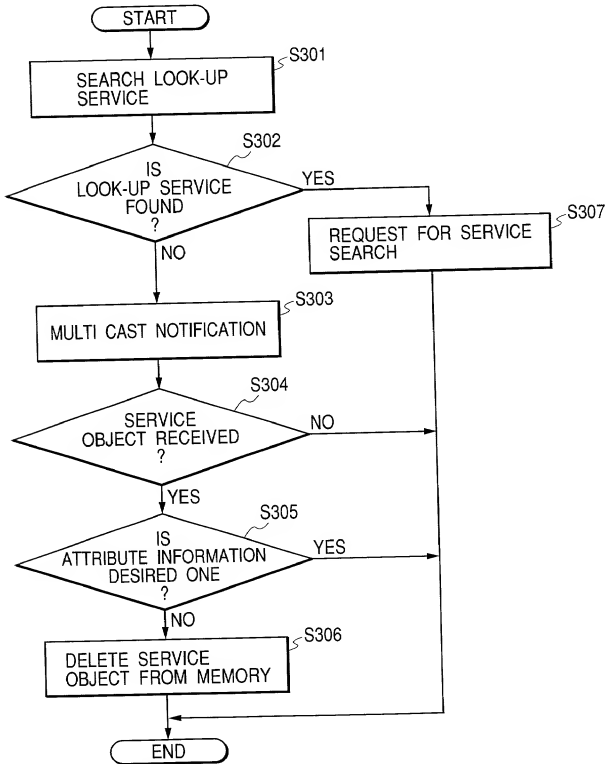 START
S301
SEARCH LOOK-UP
SERVICE
S302
IS
LOOK-UP SERVICE
FOUND
?
YES
NO
S307
REQUEST FOR SERVICE
SEARCH
S303
MULTI CAST NOTIFICATION
S304
SERVICE
OBJECT RECEIVED
?
NO
YES
S305
IS
ATTRIBUTE INFORMATION
DESIRED ONE
?
YES
NO
S306
DELETE SERVICE
OBJECT FROM MEMORY
END